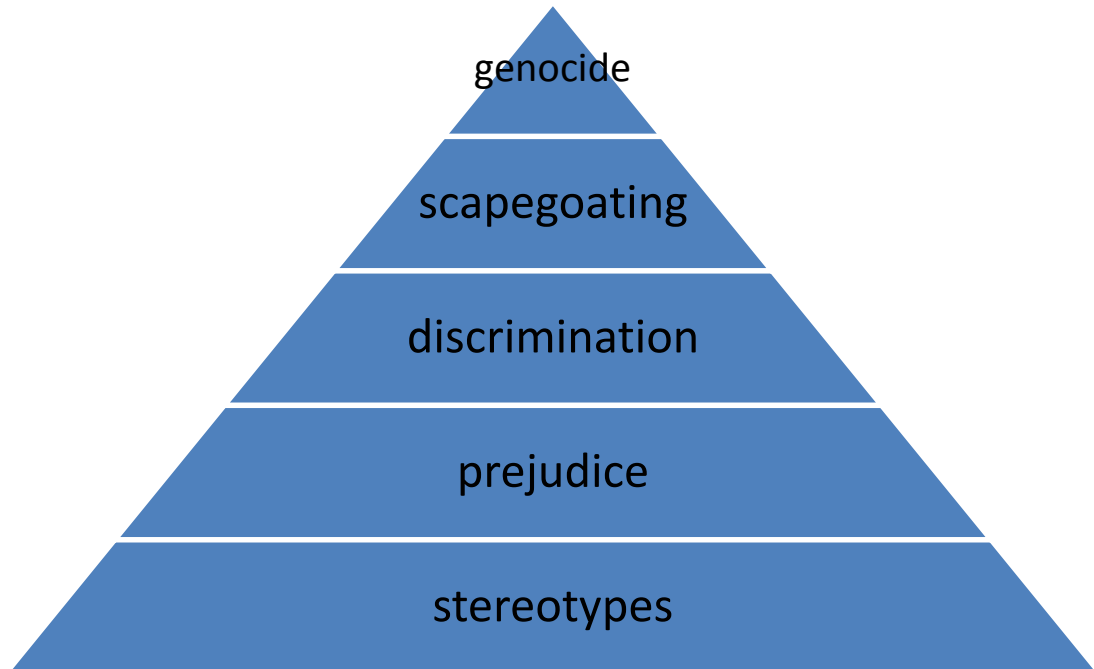 genocide
scapegoating
discrimination
prejudice
stereotypes